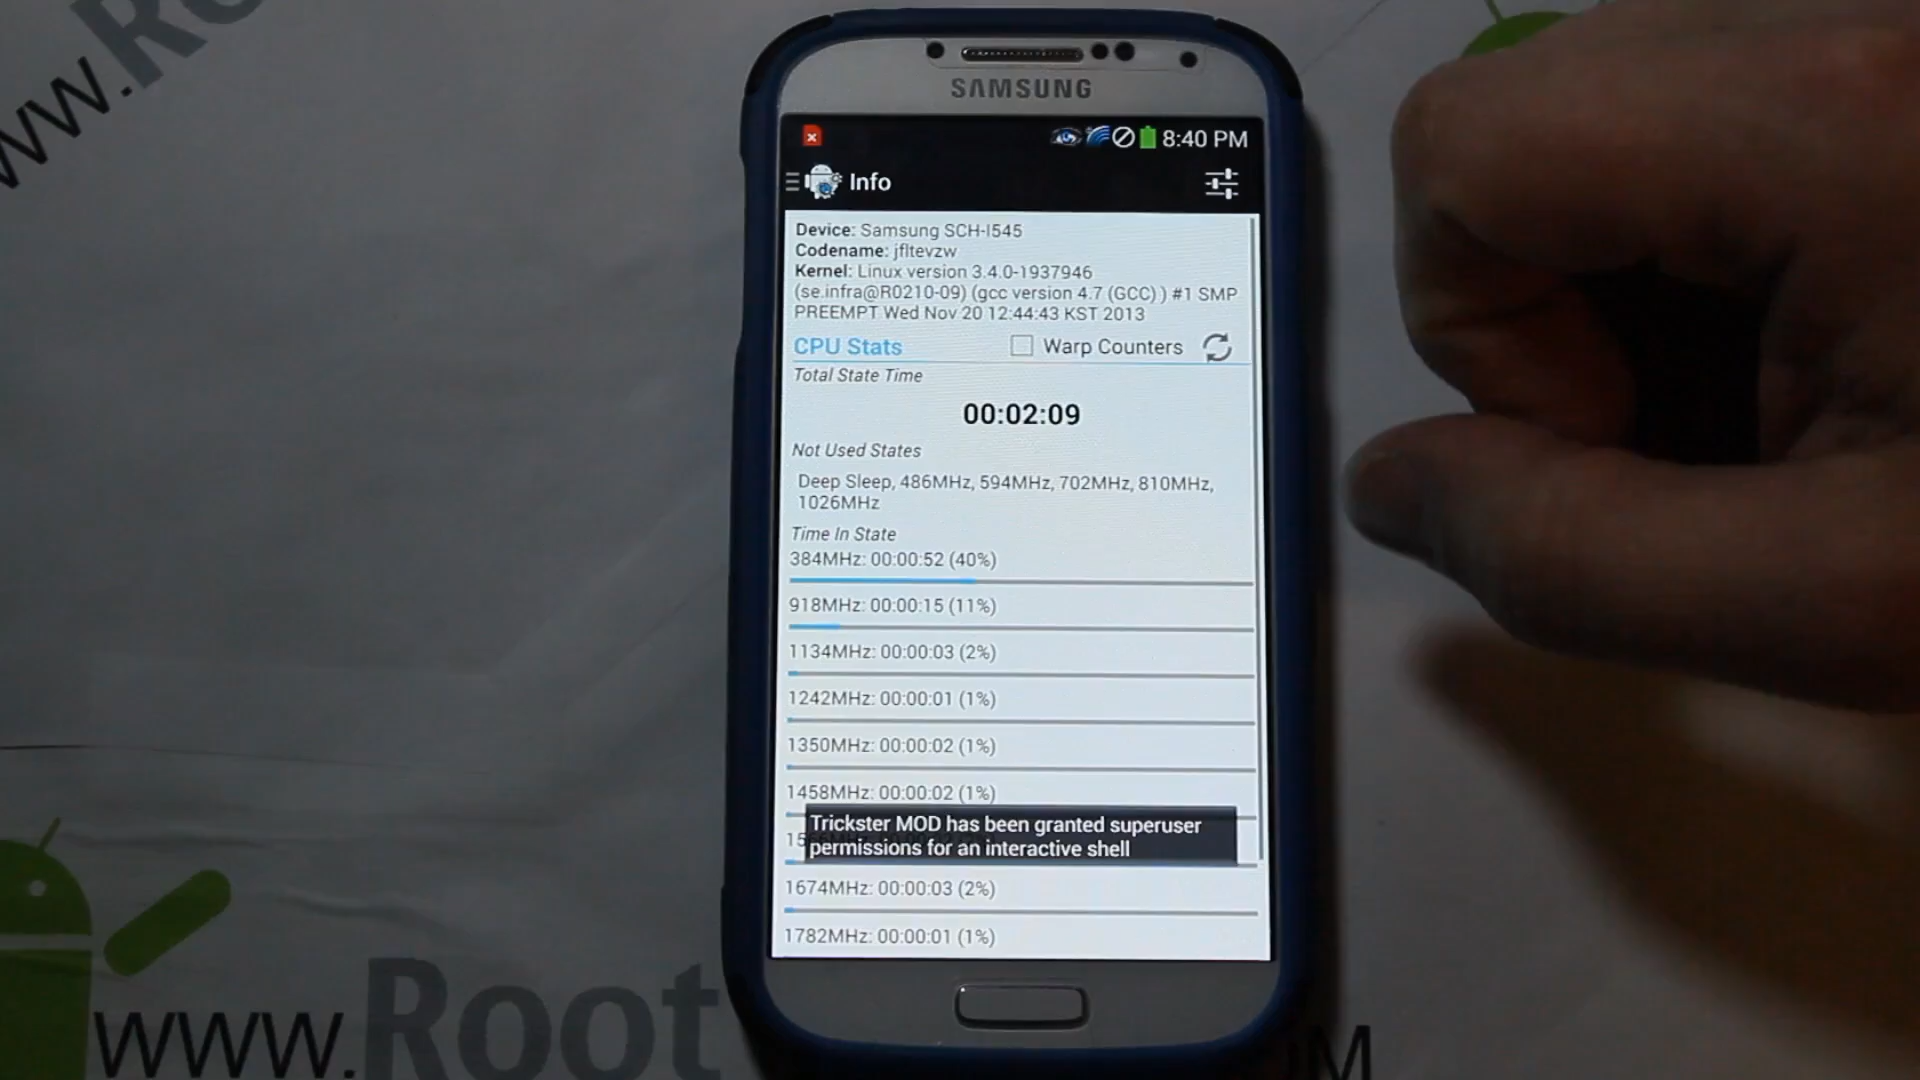 www.Ro
SAMSUNG
8:40 PM
Info
Device: Samsung SCH-I545
Codename: jfltevzw
Kernel: Linux version 3.4.0-1937946
(se.infra@R0210-09) (gcc version 4.7 (GCC) ) #1 SMP
PREEMPT Wed Nov 20 12:44:43 KST 2013
CPU Stats
Warp Counters
Total State Time
00:02:09
Not Used States
Deep Sleep, 486MHz, 594MHz, 702MHz, 810MHz,
1026MHz
Time In State
384MHz: 00:00:52 (40%)
918MHz: 00:00:15 (11%)
1134MHz: 00:00:03 (2%)
1242MHz: 00:00:01 (1%)
1350MHz: 00:00:02 (1%)
1458MHz: 00:00:02 (1%)
Trickster MOD has been granted superuser
permissions for an interactive shell
1674MHz: 00:00:03 (2%)
1782MHz: 00:00:01 (1%)
www.Root